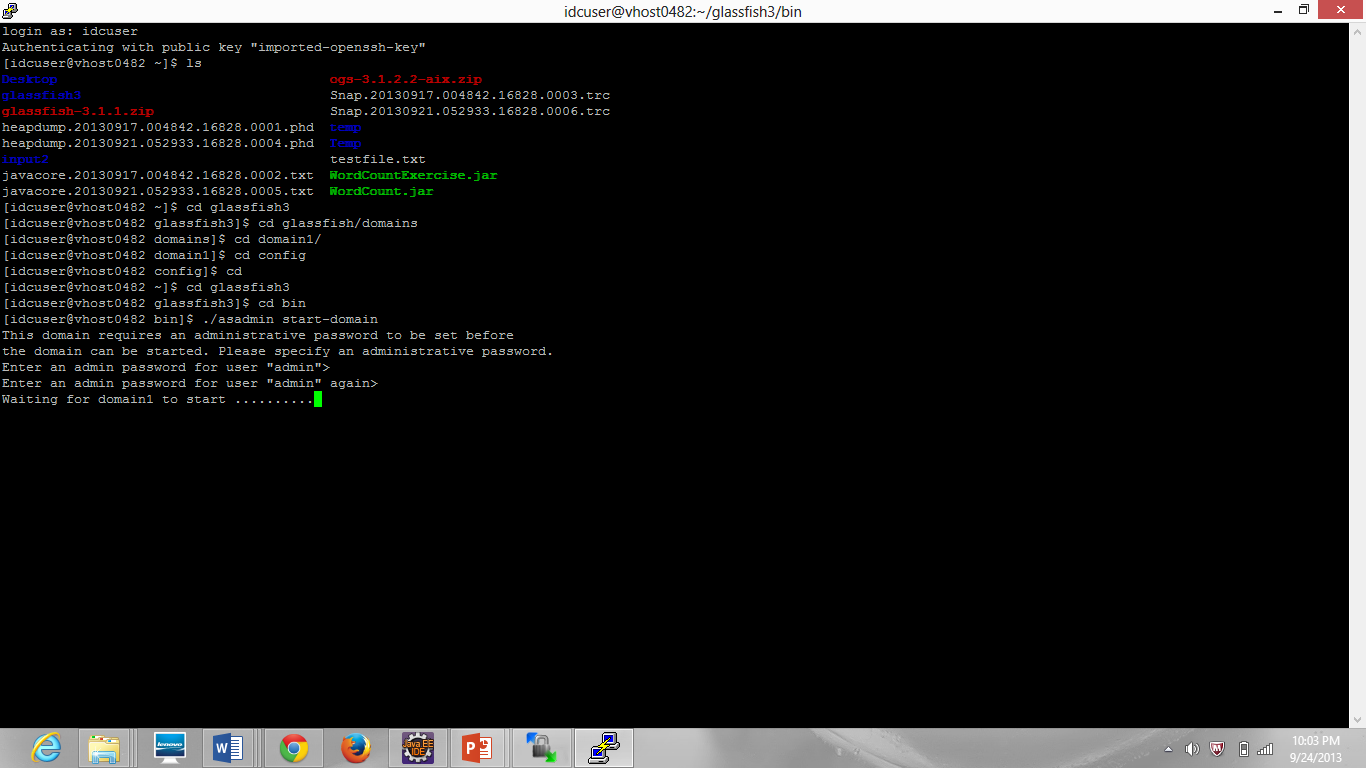 idcuser@vhost0482:~/glassfish3/bin
login as: idcuser
Authenticating with public key "imported-openssh-key"
[idcuser@vhost0482 ~]$ ls
Desktop                                  ogs-3.1.2.2-aix.zip
glassfish3                               Snap.20130917.004842.16828.0003.trc
glassfish-3.1.1.zip                      Snap.20130921.052933.16828.0006.trc
heapdump.20130917.004842.16828.0001.phd  temp
heapdump.20130921.052933.16828.0004.phd  Temp
input2                                   testfile.txt
javacore.20130917.004842.16828.0002.txt  WordCountExercise.jar
javacore.20130921.052933.16828.0005.txt  WordCount.jar
[idcuser@vhost0482 ~]$ cd glassfish3
[idcuser@vhost0482 glassfish3]$ cd glassfish/domains
[idcuser@vhost0482 domains]$ cd domain1/
[idcuser@vhost0482 domain1]$ cd config
[idcuser@vhost0482 config]$ cd
[idcuser@vhost0482 ~]$ cd glassfish3
[idcuser@vhost0482 glassfish3]$ cd bin
[idcuser@vhost0482 bin]$ ./asadmin start-domain
This domain requires an administrative password to be set before
the domain can be started. Please specify an administrative password.
Enter an admin password for user "admin">
Enter an admin password for user "admin" again>
Waiting for domain1 to start ..........
lenovo
Java EE
IDE
10:03 PM
9/24/2013